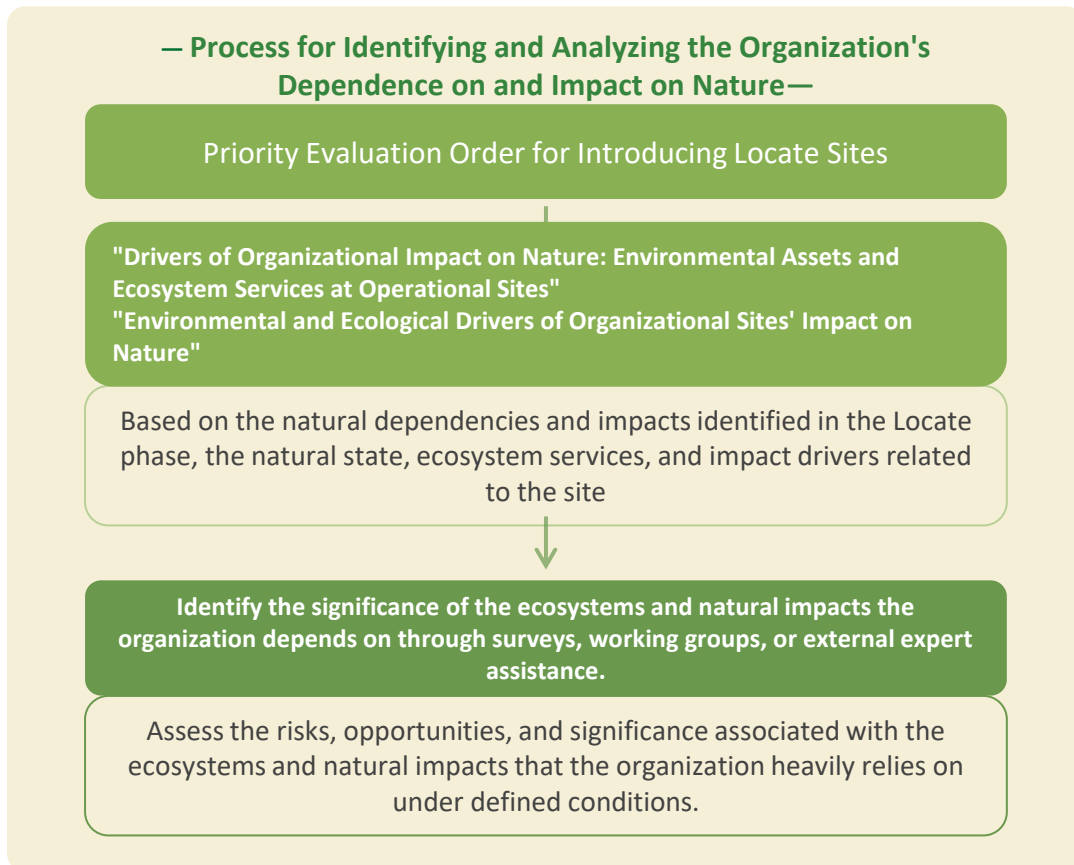 — Process for Identifying and Analyzing the Organization's
Dependence on and Impact on Nature—
Priority Evaluation Order for Introducing Locate Sites
"Drivers of Organizational Impact on Nature: Environmental Assets and
Ecosystem Services at Operational Sites"
"Environmental and Ecological Drivers of Organizational Sites' Impact on
Nature"
Based on the natural dependencies and impacts identified in the Locate
phase, the natural state, ecosystem services, and impact drivers related
to the site
Identify the significance of the ecosystems and natural impacts the
organization depends on through surveys, working groups, or external expert
assistance.
Assess the risks, opportunities, and significance associated with the
ecosystems and natural impacts that the organization heavily relies on
under defined conditions.